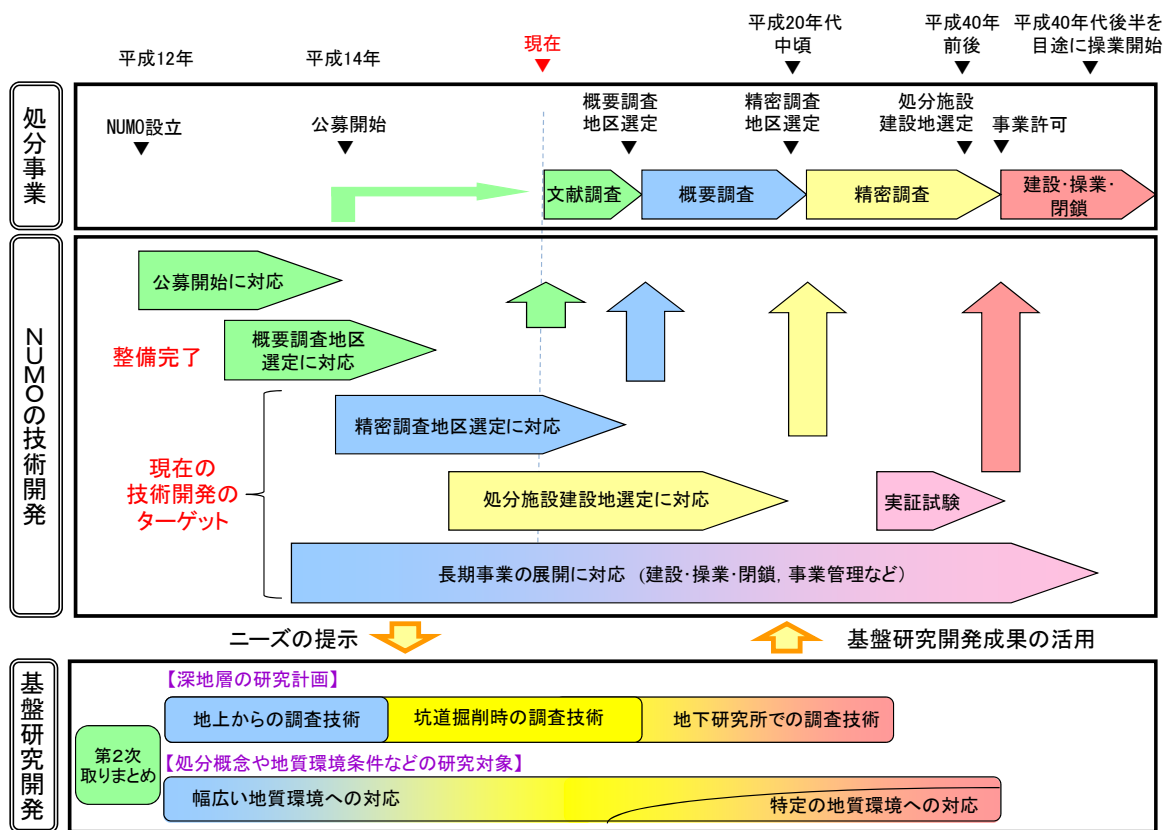 平成12年
平成14年
現在
平成20年代
中頃
平成40年
前後
平成40年代後半を
目途に操業開始
処分事業
NUMO設立
公募開始
概要調査
地区選定
精密調査
地区選定
処分施設
建設地選定
事業許可
文献調査
概要調査
精密調査
建設・操業・
閉鎖
NUMOの技術開発
公募開始に対応
整備完了
概要調査地区
選定に対応
精密調査地区選定に対応
現在の
技術開発の
ターゲット
処分施設建設地選定に対応
実証試験
長期事業の展開に対応 (建設・操業・閉鎖, 事業管理など)
ニーズの提示
基盤研究開発成果の活用
基盤研究開発
【深地層の研究計画】
地上からの調査技術
坑道掘削時の調査技術
地下研究所での調査技術
第2次
取りまとめ
【処分概念や地質環境条件などの研究対象】
幅広い地質環境への対応
特定の地質環境への対応